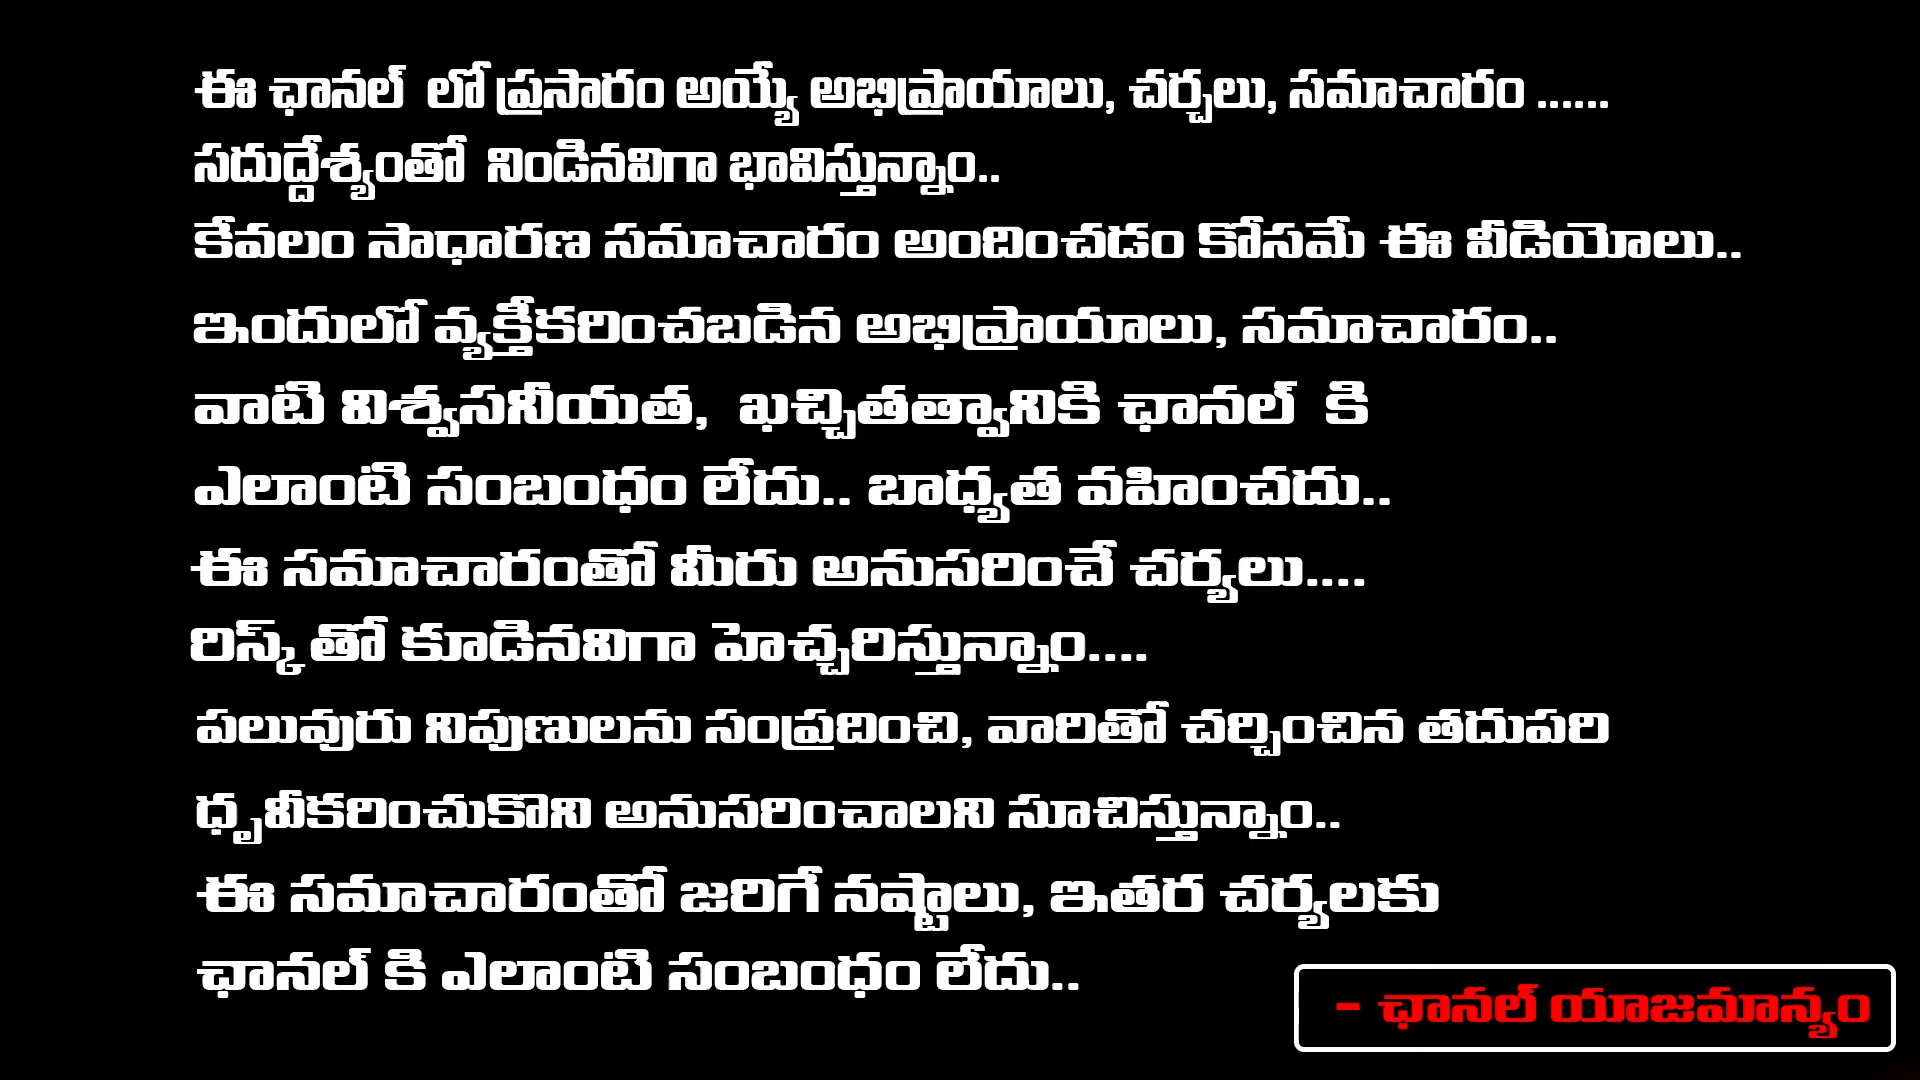 ఈ ఛానల్ లో ప్రసారం అయ్యే అభిప్రాయాలు, చర్చలు, సమాచారం ......
సదుద్దేశ్యంతో నిండినవిగా భావిస్తున్నాం..
కేవలం సాధారణ సమాచారం అందించడం కోసమే ఈ వీడియోలు..
ఇందులో వ్యక్తీకరించబడిన అభిప్రాయాలు, సమాచారం..
వాటి విశ్వసనీయత, ఖచ్చితత్వానికి ఛానల్ కి
ఎలాంటి సంబంధం లేదు.. బాధ్యత వహించదు..
ఈ సమాచారంతో మీరు అనుసరించే చర్యలు....
రిస్క్ తో కూడినవిగా హెచ్చరిస్తున్నాం....
పలువురు నిపుణులను సంప్రదించి, వారితో చర్చించిన తదుపరి
ధృవీకరించుకొని అనుసరించాలని సూచిస్తున్నాం..
ఈ సమాచారంతో జరిగే నష్టాలు, ఇతర చర్యలకు
ఛానల్ కి ఎలాంటి సంబంధం లేదు..
- ఛానల్ యాజమాన్యం